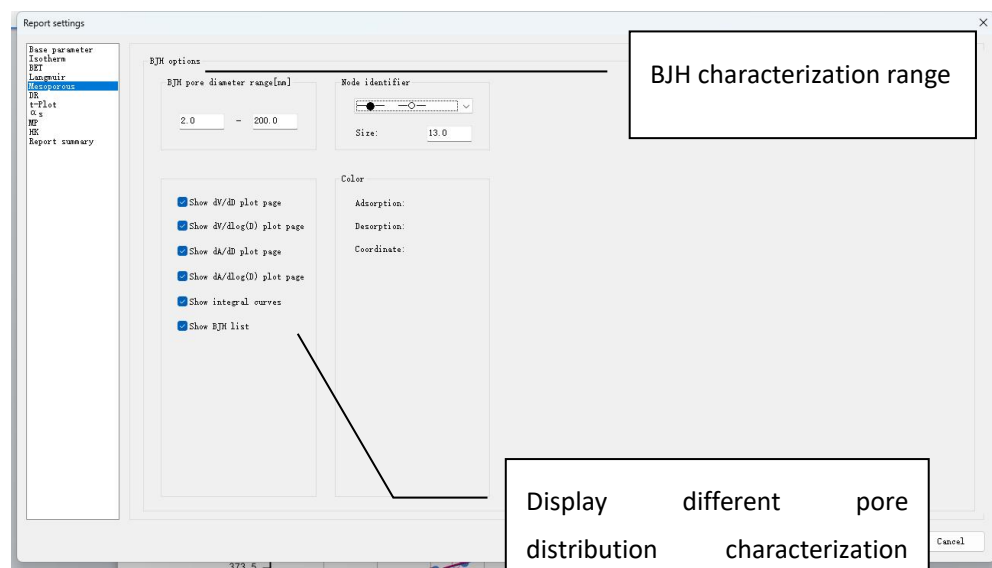 Report settings
Base parameter
Isotherm
BET
Langmuir
Mesoporous
DR
t-Plot
αs
MP
HK
Report summary
BJH options
BJH pore diameter range[nm]
2.0 - 200.0
Node identifier
Size: 13.0
Show dV/dD plot page
Show dV/dlog(D) plot page
Show dA/dD plot page
Show dA/dlog(D) plot page
Show integral curves
Show BJH list
Color
Adsorption:
Desorption:
Coordinate:
BJH characterization range
Display different pore
distribution characterization
Cancel
373.5